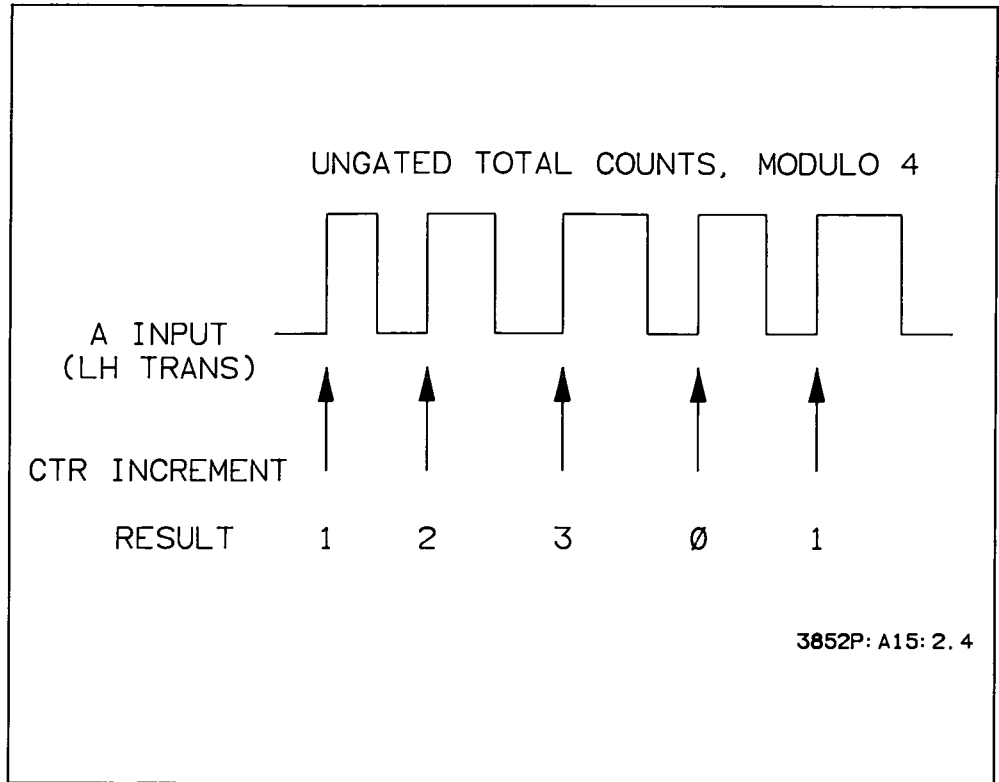 UNGATED TOTAL COUNTS, MODULO 4
A INPUT
(LH TRANS)
CTR INCREMENT
RESULT 1 2 3 Ø 1
3852P:A15:2.4